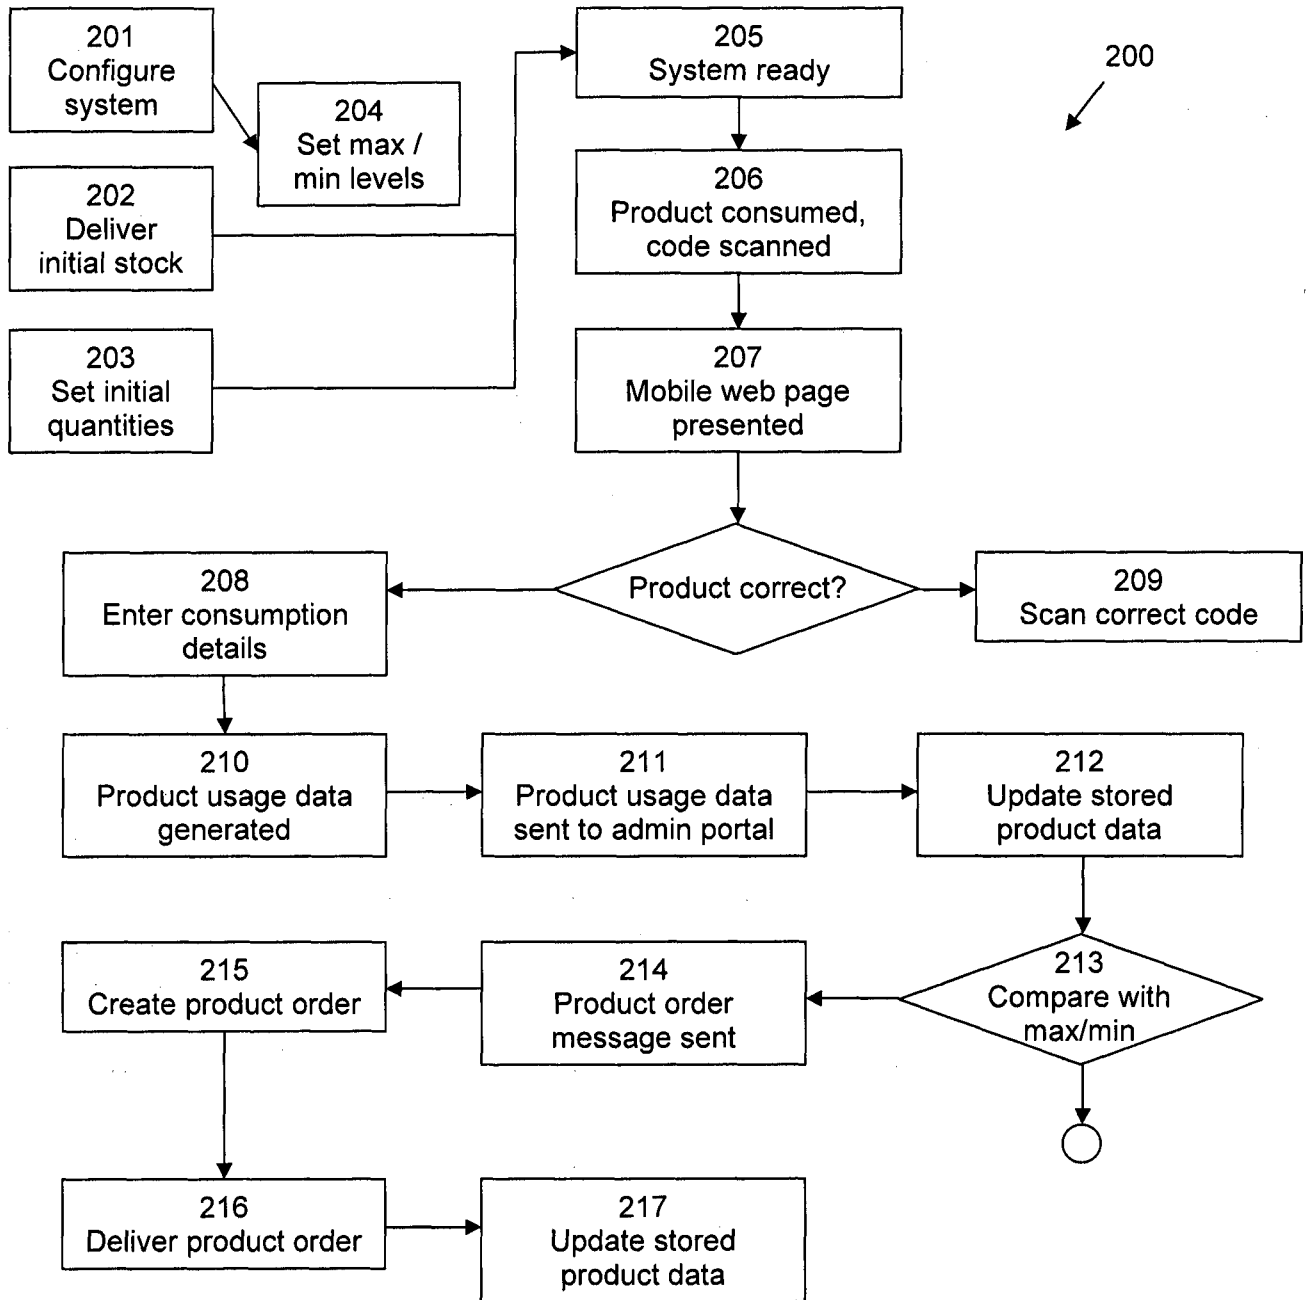 201
Configure
system
204
Set max /
min levels
202
Deliver
initial stock
203
Set initial
quantities
205
System ready
200
206
Product consumed,
code scanned
207
Mobile web page
presented
Product correct?
208
Enter consumption
details
209
Scan correct code
210
Product usage data
generated
211
Product usage data
sent to admin portal
212
Update stored
product data
213
Compare with
max/min
214
Product order
message sent
215
Create product order
216
Deliver product order
217
Update stored
product data